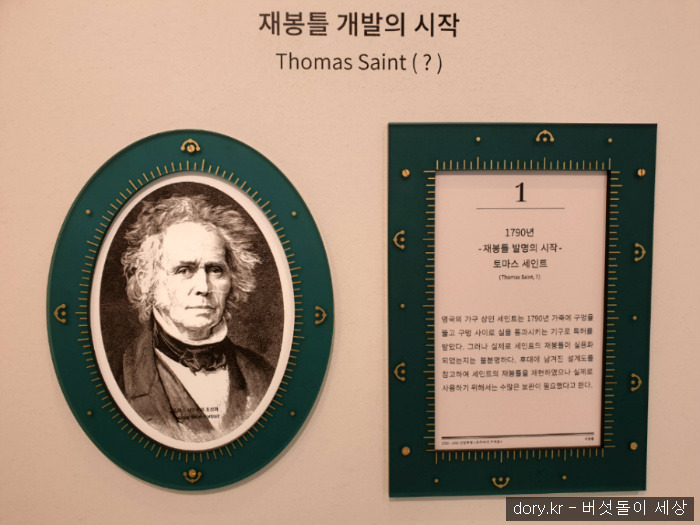 재봉틀 개발의 시작
Thomas Saint ( ? )
1
1790년
- 재봉틀 발명의 시작 -
토마스 세인트
(Thomas Saint, ?)
영국의 가구 상인 세인트는 1790년 가죽에 구멍을
뚫고 구멍 사이로 실을 통과시키는 기구로 특허를
받았다. 그러나 실제로 세인트의 재봉틀이 실용화
되었는지는 불분명하다. 후대에 남겨진 설계도를
참고하여 세인트의 재봉틀을 재현하였으나 실제로
사용하기 위해서는 수많은 보완이 필요했다고 한다.
dory.kr - 버섯돌이 세상